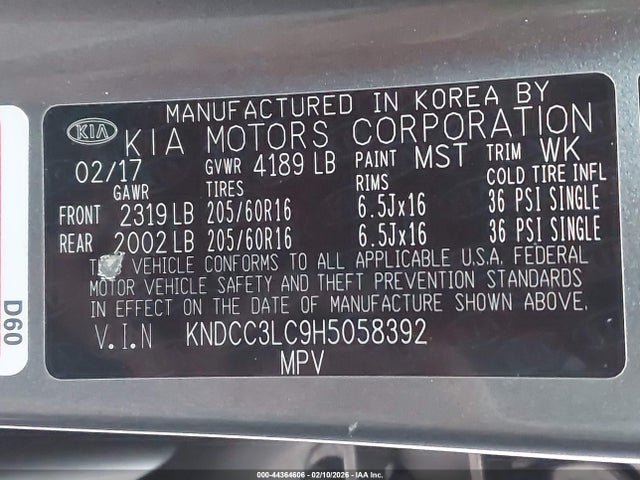 MANUFACTURED IN KOREA BY
KIA KIA MOTORS CORPORATION
02/17 GVWR 4189 LB PAINT MST TRIM WK
GAWR TIRES RIMS COLD TIRE INFL
FRONT 2319 LB 205/60R16 6.5Jx16 36 PSI SINGLE
REAR 2002 LB 205/60R16 6.5Jx16 36 PSI SINGLE
VEHICLE CONFORMS TO ALL APPLICABLE U.S.A. FEDERAL
MOTOR VEHICLE SAFETY AND THEFT PREVENTION STANDARDS
IN EFFECT ON THE DATE OF MANUFACTURE SHOWN ABOVE.
V.I.N KNDCC3LC9H5058392
MPV
D60
000-44364606 - 02/10/2026 - IAA Inc.